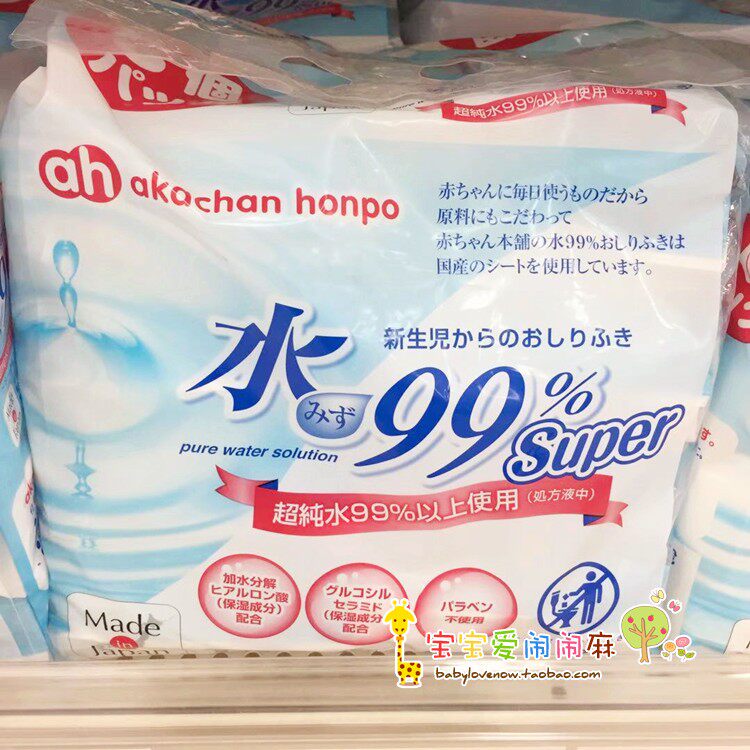 個
パッ
超純水99%以上使用(処方液中)
ah akachan honpo
赤ちゃんに毎日使うものだから
原料にもこだわって
赤ちゃん本舗の水99%おしりふきは
国産のシートを使用しています。
新生児からのおしりふき
水 みず 99% Super
pure water solution
超純水99%以上使用(処方液中)
加水分解
ヒアルロン酸
(保湿成分)
配合
グルコシル
セラミド
(保湿成分)
配合
パラベン
不使用
Made
in
Japan
宝宝爱闹闹麻
babylovenow.taobao.com